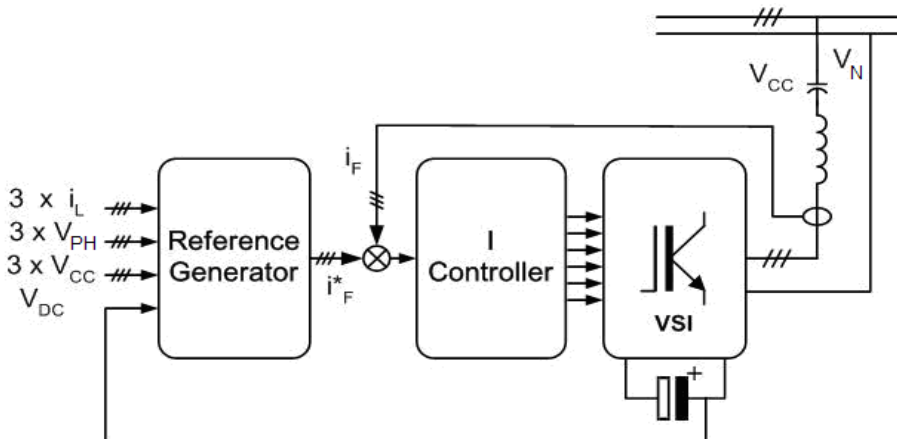 V_CC
V_N
i_F
3 x i_L
3 x V_PH
3 x V_CC
V_DC
Reference
Generator
i*_F
I
Controller
VSI
+